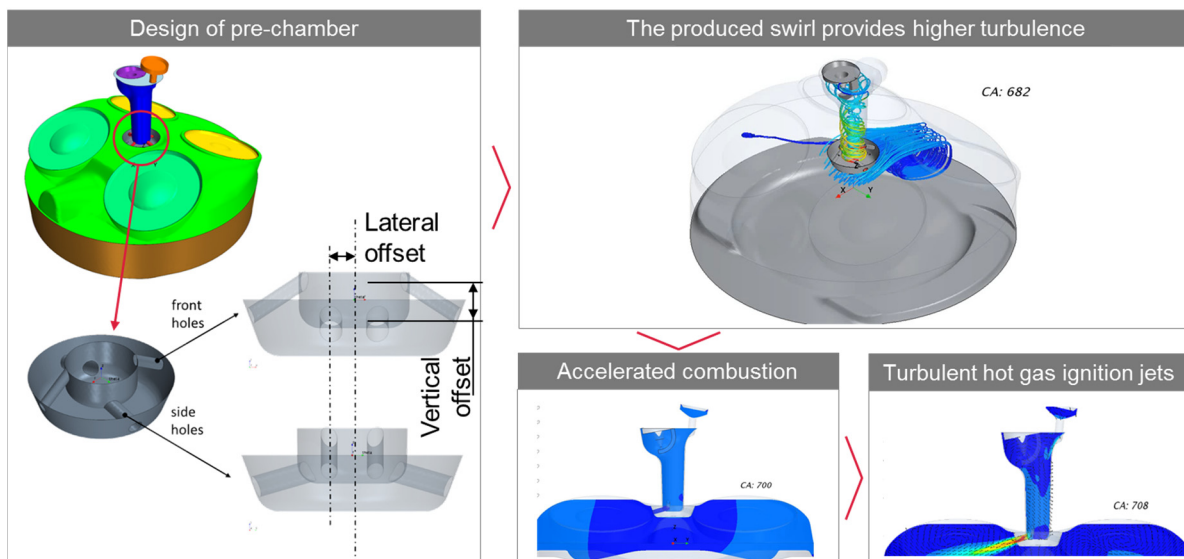 Design of pre-chamber
The produced swirl provides higher turbulence
CA: 682
X
Y
Z
Lateral
offset
front
holes
Vertical
offset
side
holes
Accelerated combustion
Turbulent hot gas ignition jets
CA: 700
CA: 708